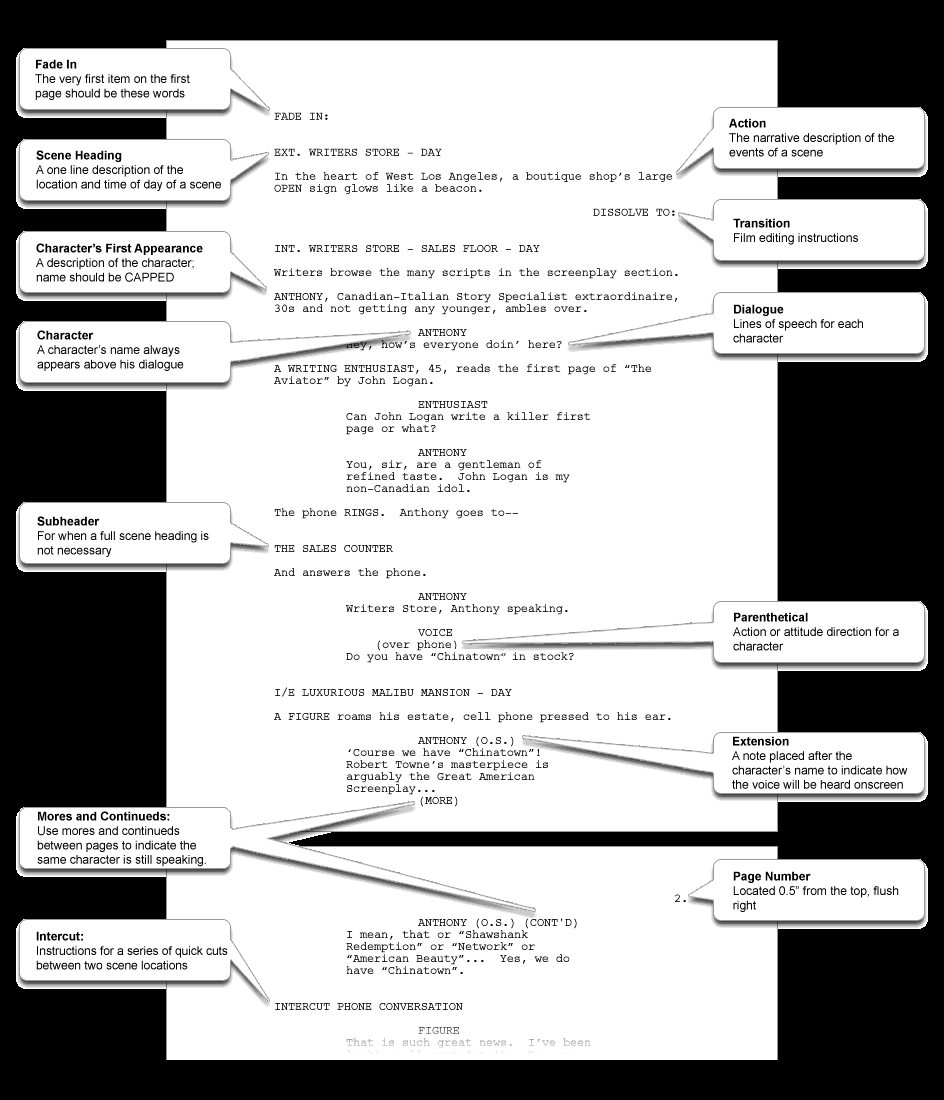 Fade In
The very first item on the first
page should be these words
FADE IN:
Action
The narrative description of the
events of a scene
Scene Heading
A one line description of the
location and time of day of a scene
EXT. WRITERS STORE - DAY
In the heart of West Los Angeles, a boutique shop’s large
OPEN sign glows like a beacon.
DISSOLVE TO:
Transition
Film editing instructions
Character’s First Appearance
A description of the character;
name should be CAPPED
INT. WRITERS STORE - SALES FLOOR - DAY
Writers browse the many scripts in the screenplay section.
ANTHONY, Canadian-Italian Story Specialist extraordinaire,
30s and not getting any younger, ambles over.
Dialogue
Lines of speech for each
character
Character
A character’s name always
appears above his dialogue
ANTHONY
Hey, how’s everyone doin’ here?
A WRITING ENTHUSIAST, 45, reads the first page of “The
Aviator” by John Logan.
ENTHUSIAST
Can John Logan write a killer first
page or what?
ANTHONY
You, sir, are a gentleman of
refined taste.  John Logan is my
non-Canadian idol.
The phone RINGS.  Anthony goes to--
Subheader
For when a full scene heading is
not necessary
THE SALES COUNTER
And answers the phone.
ANTHONY
Writers Store, Anthony speaking.
VOICE
(over phone)
Do you have “Chinatown” in stock?
Parenthetical
Action or attitude direction for a
character
I/E LUXURIOUS MALIBU MANSION - DAY
A FIGURE roams his estate, cell phone pressed to his ear.
ANTHONY (O.S.)
‘Course we have “Chinatown”!
Robert Towne’s masterpiece is
arguably the Great American
Screenplay...
(MORE)
Extension
A note placed after the
character’s name to indicate how
the voice will be heard onscreen
Mores and Continueds:
Use mores and continueds
between pages to indicate the
same character is still speaking.
Page Number
Located 0.5” from the top, flush
right
2.
ANTHONY (O.S.) (CONT'D)
I mean, that or “Shawshank
Redemption” or “Network” or
“American Beauty”...  Yes, we do
have “Chinatown”.
Intercut:
Instructions for a series of quick cuts
between two scene locations
INTERCUT PHONE CONVERSATION
FIGURE
That is such great news.  I’ve been